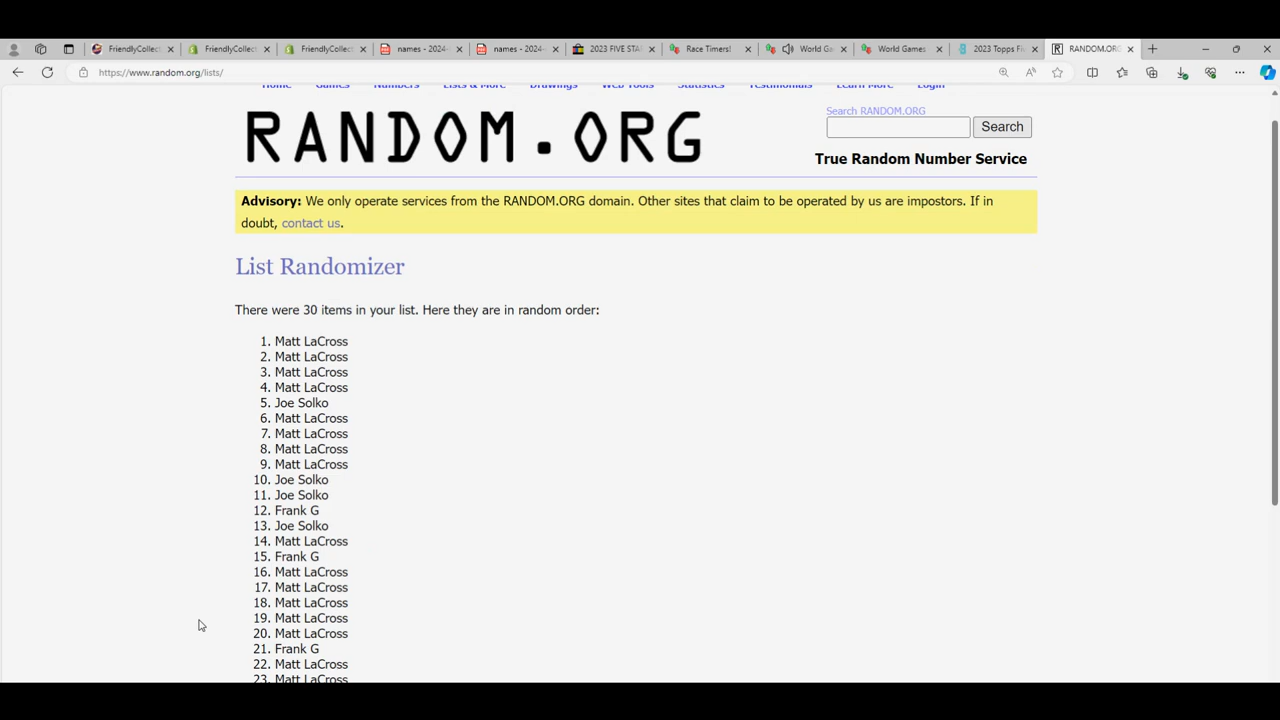 FriendlyCollect
FriendlyCollect
FriendlyCollect
names - 2024-
names - 2024-
2023 FIVE STAR
Race Timers!
World Ga
World Games
2023 Topps Fiv
RANDOM.ORG
https://www.random.org/lists/
Home Games Numbers Lists & More Drawings Web Tools Statistics Testimonials Learn More Login
RANDOM.ORG
Search RANDOM.ORG
Search
True Random Number Service
Advisory: We only operate services from the RANDOM.ORG domain. Other sites that claim to be operated by us are impostors. If in
doubt, contact us.
List Randomizer
There were 30 items in your list. Here they are in random order:
1. Matt LaCross
2. Matt LaCross
3. Matt LaCross
4. Matt LaCross
5. Joe Solko
6. Matt LaCross
7. Matt LaCross
8. Matt LaCross
9. Matt LaCross
10. Joe Solko
11. Joe Solko
12. Frank G
13. Joe Solko
14. Matt LaCross
15. Frank G
16. Matt LaCross
17. Matt LaCross
18. Matt LaCross
19. Matt LaCross
20. Matt LaCross
21. Frank G
22. Matt LaCross
23. Matt LaCross